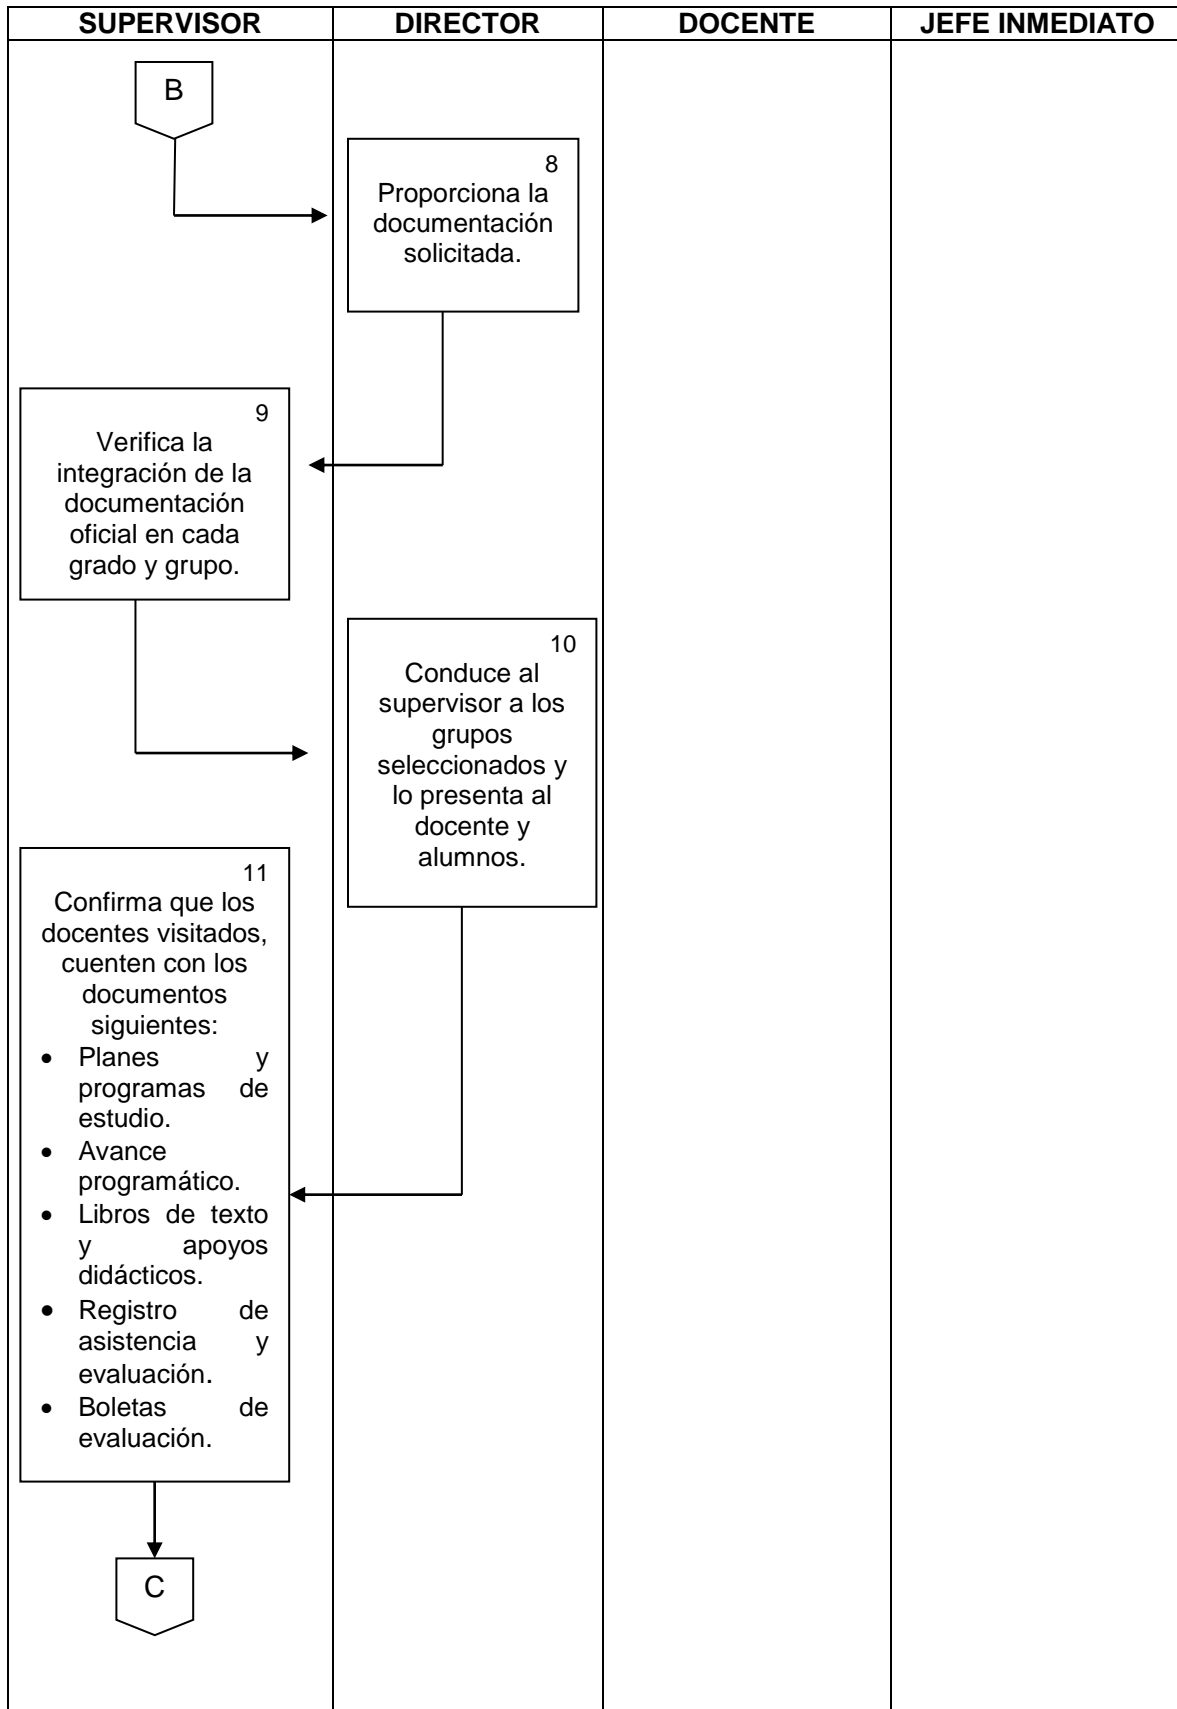 SUPERVISOR DIRECTOR DOCENTE JEFE INMEDIATO
B
8
Proporciona la
documentación
solicitada.
9
Verifica la
integración de la
documentación
oficial en cada
grado y grupo.
10
Conduce al
supervisor a los
grupos
seleccionados y
lo presenta al
docente y
alumnos.
11
Confirma que los
docentes visitados,
cuenten con los
documentos
siguientes:
• Planes y
programas de
estudio.
• Avance
programático.
• Libros de texto
y apoyos
didácticos.
• Registro de
asistencia y
evaluación.
• Boletas de
evaluación.
C